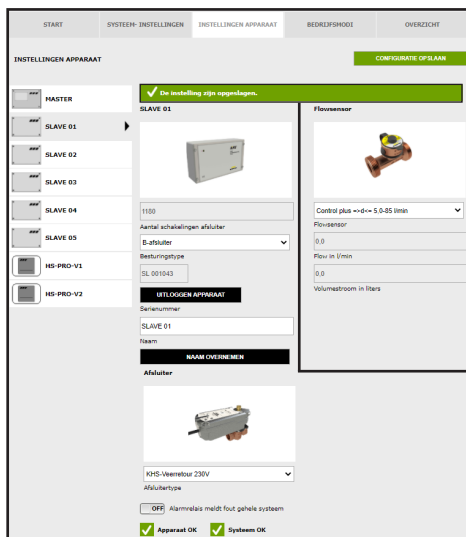 START
SYSTEEM- INSTELLINGEN
INSTELLINGEN APPARAAT
BEDRIJFSMODI
OVERZICHT
INSTELLINGEN APPARAAT
CONFIGURATIE OPSLAAN
MASTER
SLAVE 01
SLAVE 02
SLAVE 03
SLAVE 04
SLAVE 05
HS-PRO-V1
HS-PRO-V2
De instelling zijn opgeslagen.
SLAVE 01
1180
Aantal schakelingen afsluiter
B-afsluiter
Besturingtype
SL 001043
UITLOGGEN APPARAAT
Serienummer
SLAVE 01
Naam
NAAM OVERNEMEN
Afsluiter
KHS-Veerretour 230V
Afsluitertype
OFF Alarmrelais meldt fout gehele systeem
Apparaat OK
Systeem OK
Flowsensor
Control plus =>d<= 5,0-85 l/min
Flowsensor
0,0
Flow in l/min
0,0
Volumestroom in liters